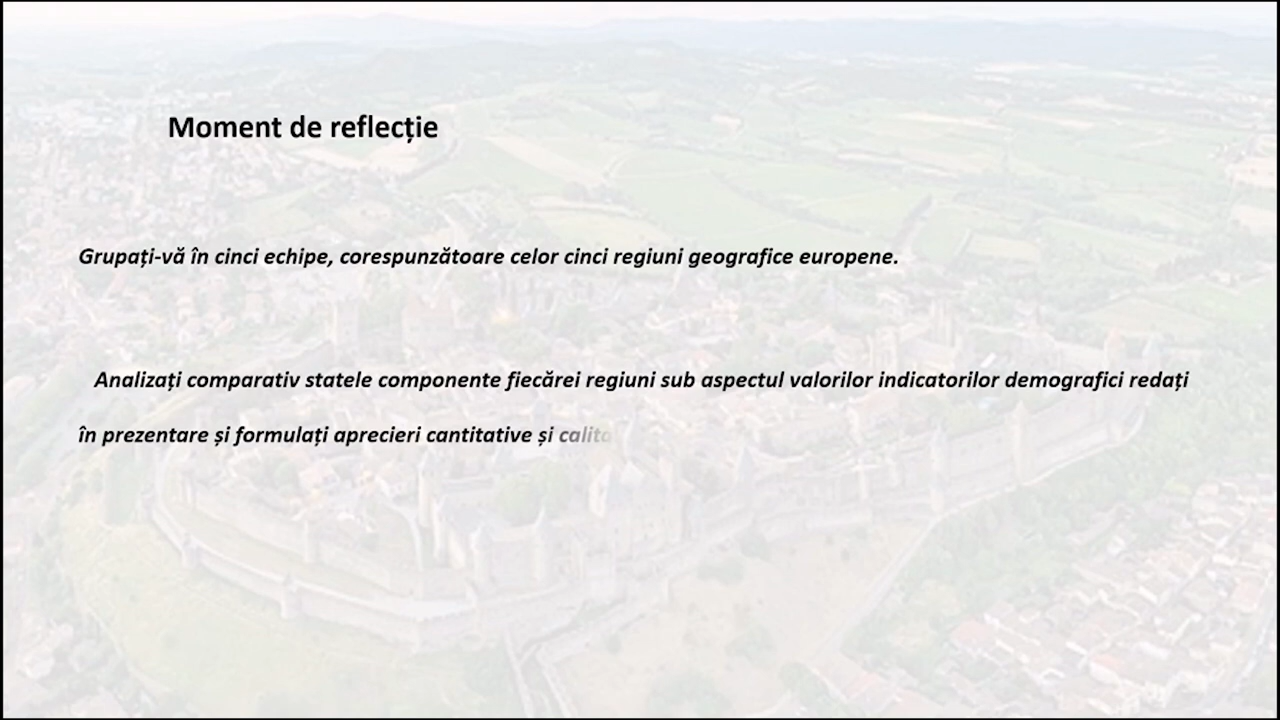 Moment de reflecție
Grupați-vă în cinci echipe, corespunzătoare celor cinci regiuni geografice europene.
Analizați comparativ statele componente fiecărei regiuni sub aspectul valorilor indicatorilor demografici redați
în prezentare și formulați aprecieri cantitative și